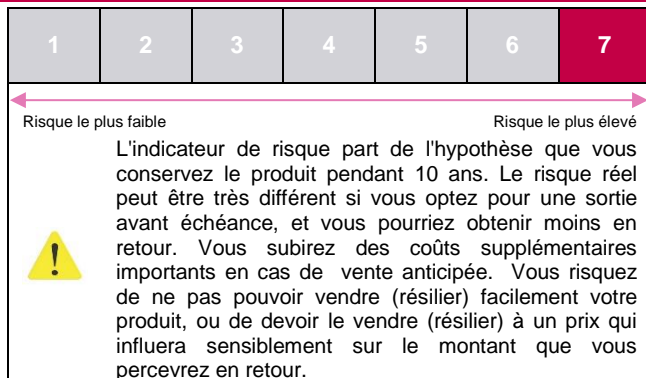 1 2 3 4 5 6 7
Risque le plus faible Risque le plus élevé
L'indicateur de risque part de l'hypothèse que vous
conservez le produit pendant 10 ans. Le risque réel
peut être très différent si vous optez pour une sortie
avant échéance, et vous pourriez obtenir moins en
retour. Vous subirez des coûts supplémentaires
importants en cas de vente anticipée. Vous risquez
de ne pas pouvoir vendre (résilier) facilement votre
produit, ou de devoir le vendre (résilier) à un prix qui
influera sensiblement sur le montant que vous
percevrez en retour.